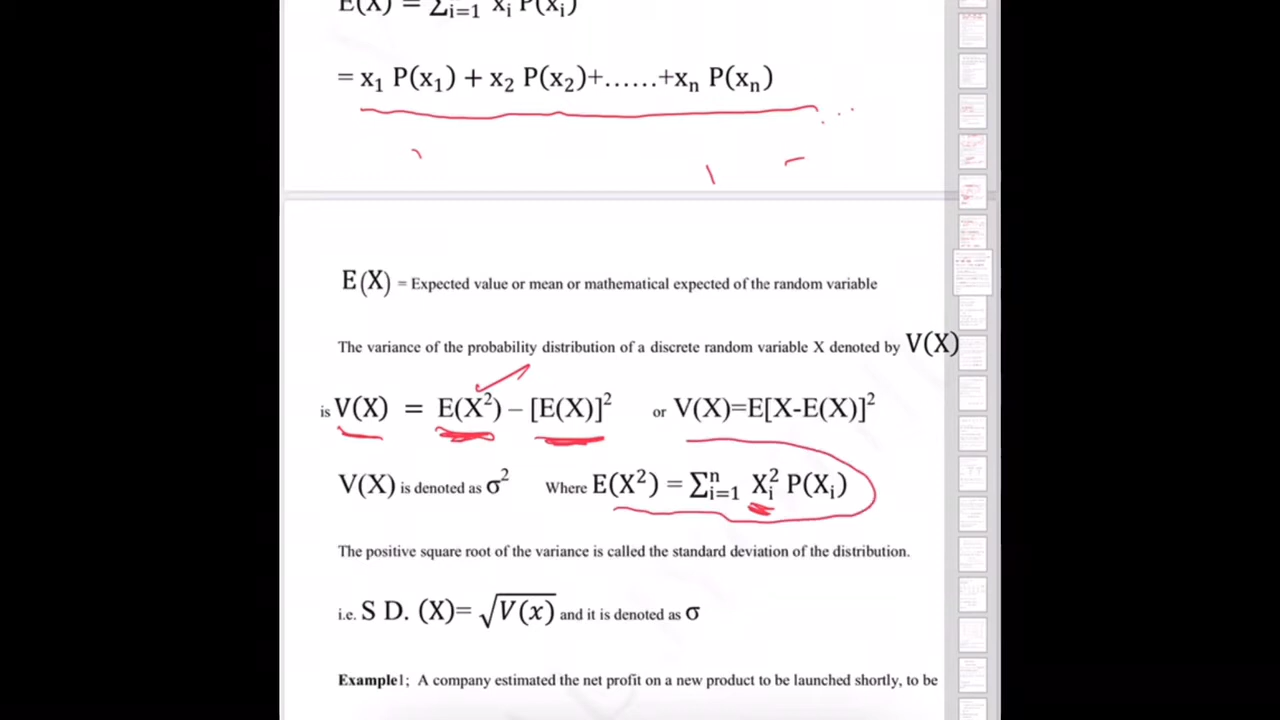 E(X) = ∑ⁿᵢ₌₁ xᵢ P(xᵢ)
= x₁ P(x₁) + x₂ P(x₂)+......+xₙ P(xₙ)
E(X) = Expected value or mean or mathematical expected of the random variable
The variance of the probability distribution of a discrete random variable X denoted by V(X)
is V(X) = E(X²) – [E(X)]² or V(X)=E[X-E(X)]²
V(X) is denoted as σ² Where E(X²) = ∑ⁿᵢ₌₁ Xᵢ² P(Xᵢ)
The positive square root of the variance is called the standard deviation of the distribution.
i.e. S D. (X)= √V(x) and it is denoted as σ
Example1; A company estimated the net profit on a new product to be launched shortly, to be